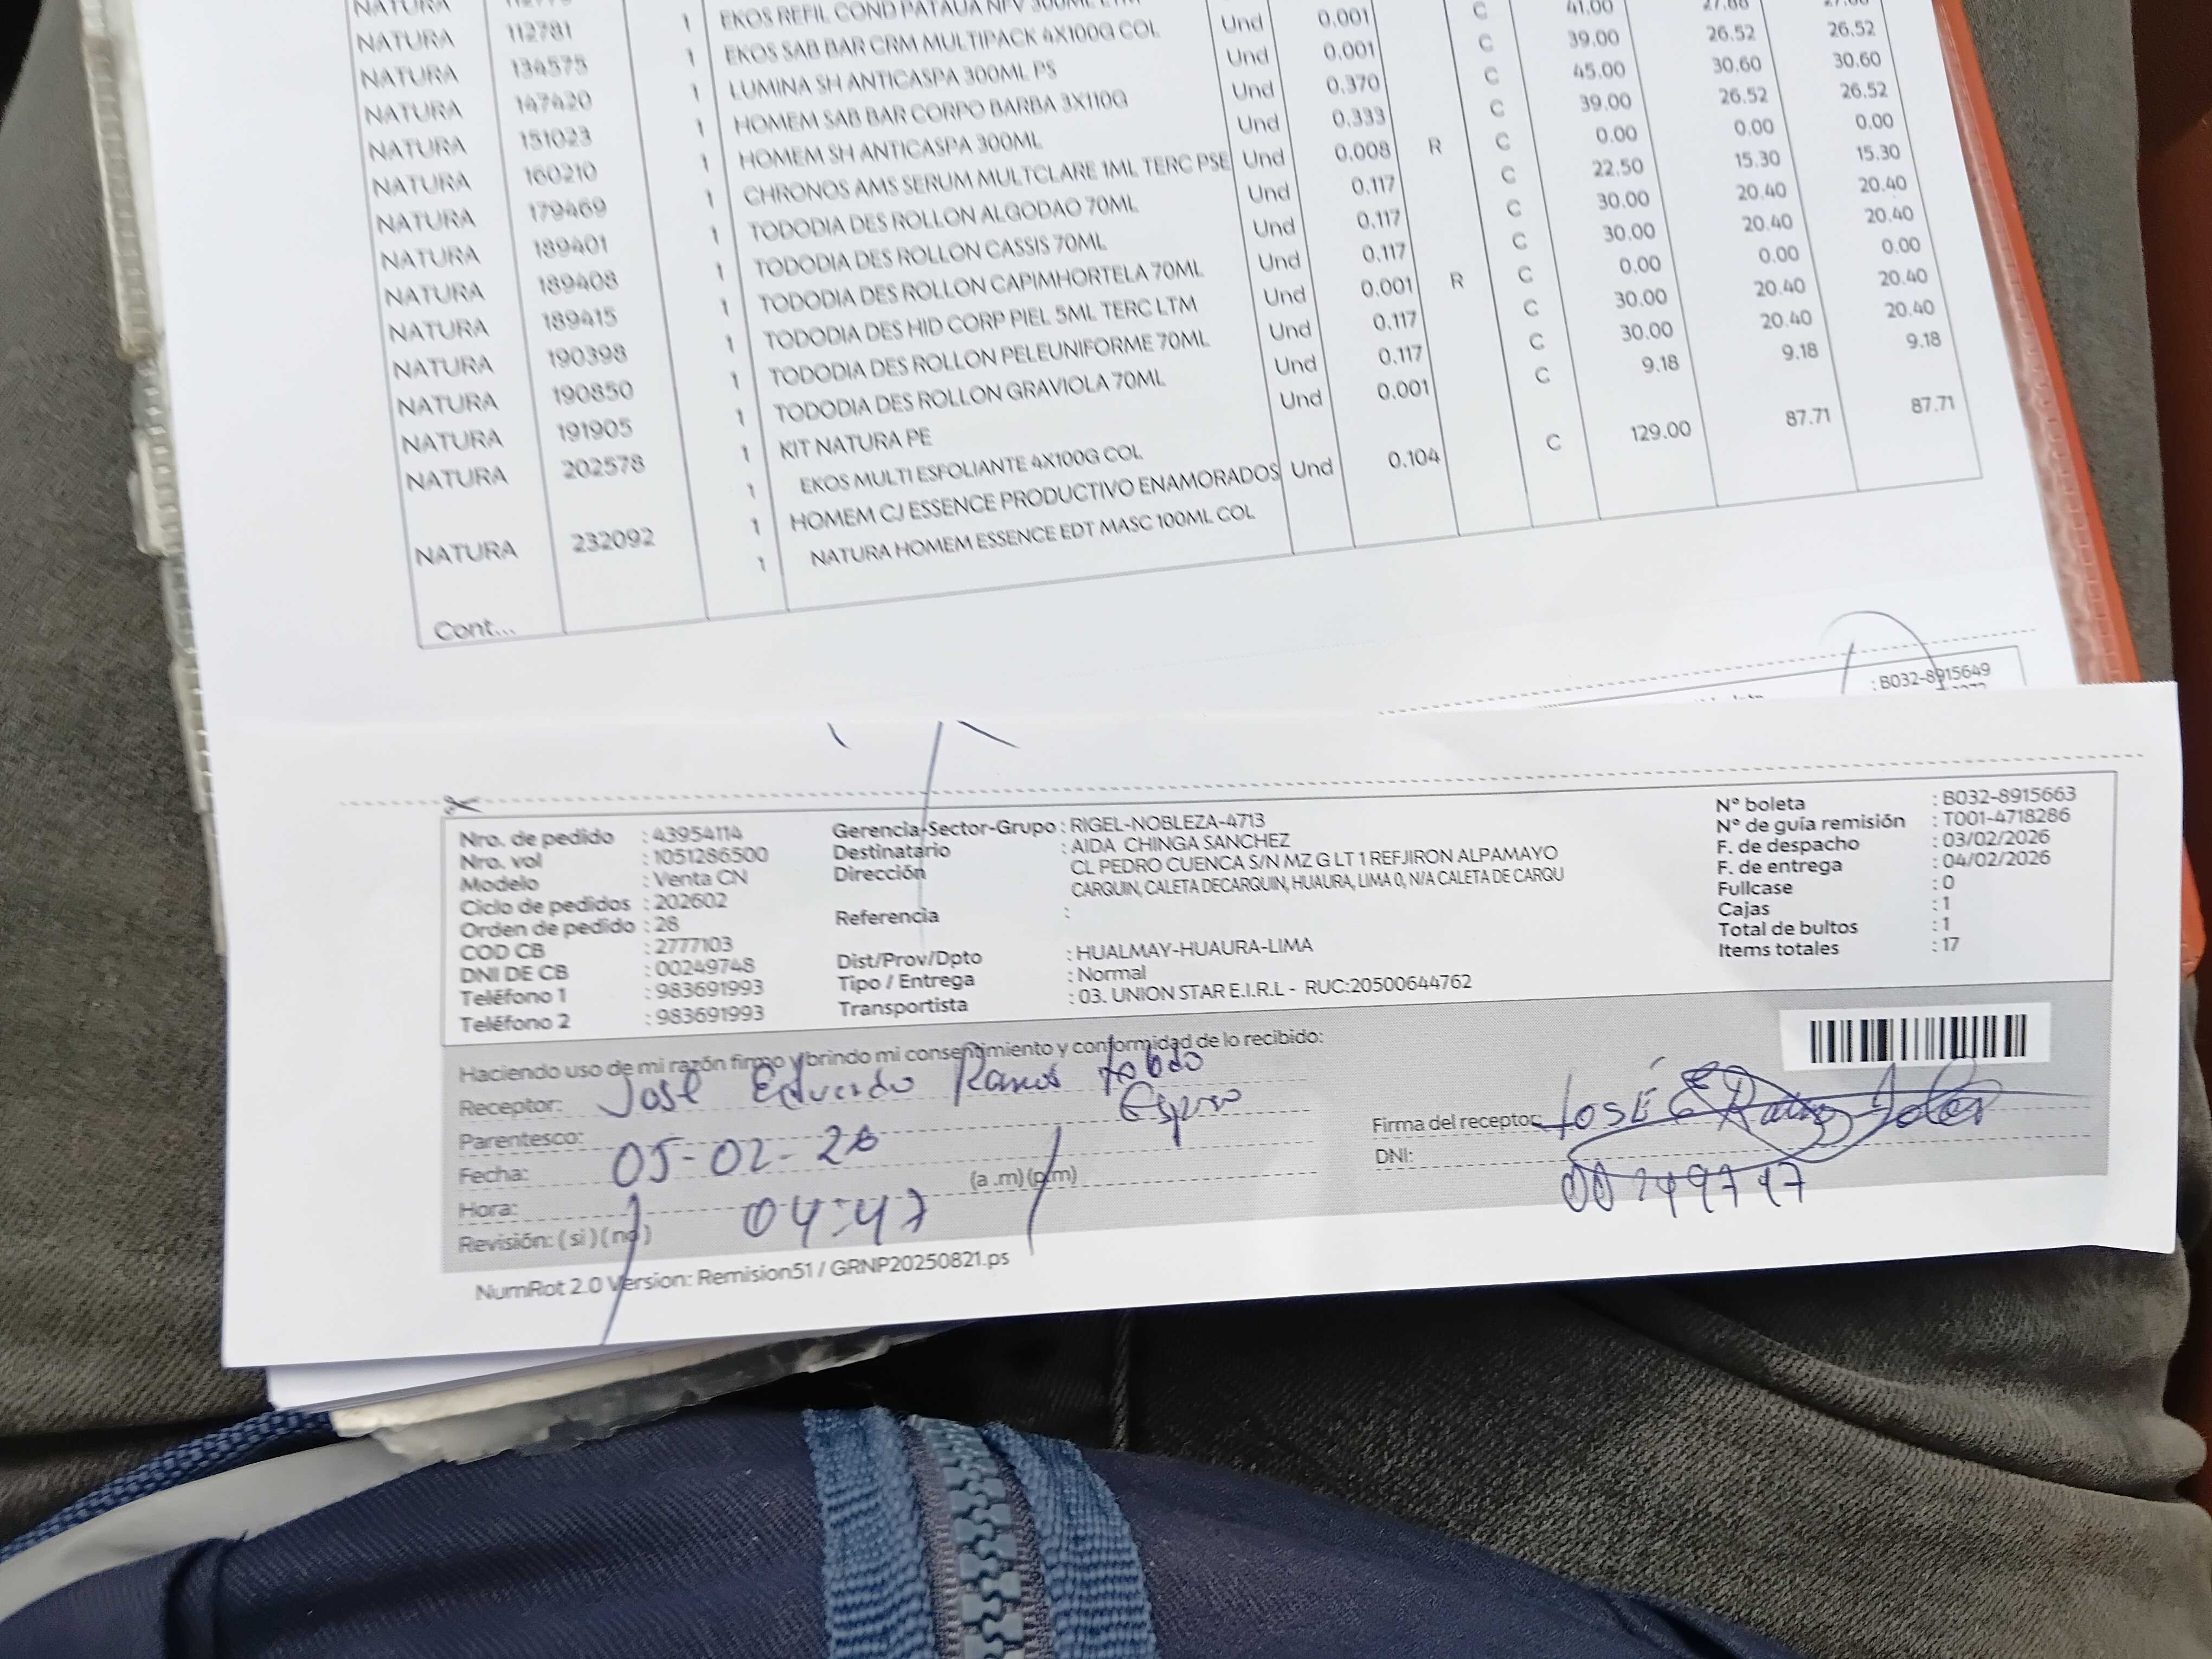 NATURA 1 EKOS REFIL COND PATAUA NFV 300ML LTM Und 0.001 C 41.00 27.88
NATURA 112781 1 EKOS SAB BAR CRM MULTIPACK 4X100G COL Und 0.001 C 39.00 26.52 26.52
NATURA 134575 1 LUMINA SH ANTICASPA 300ML PS Und 0.370 C 45.00 30.60 30.60
NATURA 147420 1 HOMEM SAB BAR CORPO BARBA 3X110G Und 0.333 C 39.00 26.52 26.52
NATURA 151023 1 HOMEM SH ANTICASPA 300ML Und 0.008 R C 0.00 0.00 0.00
NATURA 160210 1 CHRONOS AMS SERUM MULTCLARE 1ML TERC PSE Und 0.117 C 22.50 15.30 15.30
NATURA 179469 1 TODODIA DES ROLLON ALGODAO 70ML Und 0.117 C 30.00 20.40 20.40
NATURA 189401 1 TODODIA DES ROLLON CASSIS 70ML Und 0.117 C 30.00 20.40 20.40
NATURA 189408 1 TODODIA DES ROLLON CAPIMHORTELA 70ML Und 0.001 R C 0.00 0.00 0.00
NATURA 189415 1 TODODIA DES HID CORP PIEL 5ML TERC LTM Und 0.117 C 30.00 20.40 20.40
NATURA 190398 1 TODODIA DES ROLLON PELEUNIFORME 70ML Und 0.117 C 30.00 20.40 20.40
NATURA 190850 1 TODODIA DES ROLLON GRAVIOLA 70ML Und 0.001 C 9.18 9.18 9.18
NATURA 191905 1 KIT NATURA PE
NATURA 202578 1 EKOS MULTI ESFOLIANTE 4X100G COL
1 HOMEM CJ ESSENCE PRODUCTIVO ENAMORADOS Und 0.104 C 129.00 87.71 87.71
NATURA 232092 1 NATURA HOMEM ESSENCE EDT MASC 100ML COL
Cont...
: B032-8915649
Nro. de pedido : 43954114
Nro. vol : 1051286500
Modelo : Venta CN
Ciclo de pedidos : 202602
Orden de pedido : 28
COD CB : 2777103
DNI DE CB : 00249748
Teléfono 1 : 983691993
Teléfono 2 : 983691993
Gerencia-Sector-Grupo : RIGEL-NOBLEZA-4713
Destinatario : AIDA CHINGA SANCHEZ
Dirección CL PEDRO CUENCA S/N MZ G LT 1 REFJIRON ALPAMAYO
CARQUIN, CALETA DECARQUIN, HUAURA, LIMA 0, N/A CALETA DE CARQU
Referencia :
Dist/Prov/Dpto : HUALMAY-HUAURA-LIMA
Tipo / Entrega : Normal
Transportista : 03. UNION STAR E.I.R.L - RUC:20500644762
N° boleta : B032-8915663
N° de guía remisión : T001-4718286
F. de despacho : 03/02/2026
F. de entrega : 04/02/2026
Fullcase : 0
Cajas : 1
Total de bultos : 1
Items totales : 17
Haciendo uso de mi razón firmo y brindo mi consentimiento y conformidad de lo recibido:
Receptor: José Eduardo Ramos
Parentesco: Esposo
Fecha: 05-02-26
Hora: 04:47 (a .m) (p.m)
Revisión: ( si ) ( no )
Firma del receptor: José E Ramos
DNI: 00249747
NumRot 2.0 Version: Remision51 / GRNP20250821.ps